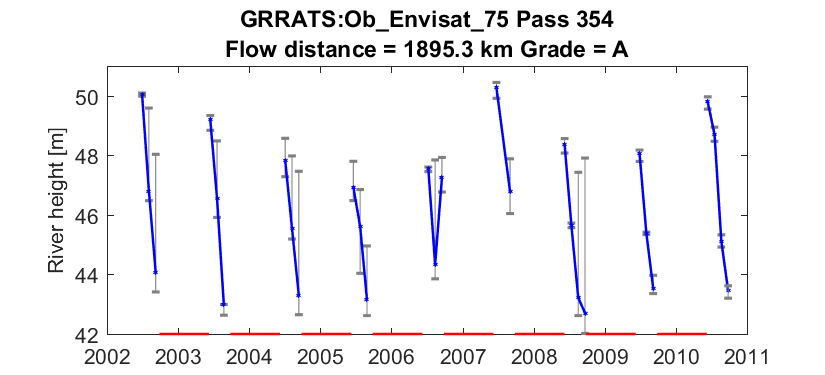 GRRATS:Ob_Envisat_75 Pass 354
Flow distance = 1895.3 km Grade = A
River height [m]
50
48
46
44
42
2002 2003 2004 2005 2006 2007 2008 2009 2010 2011